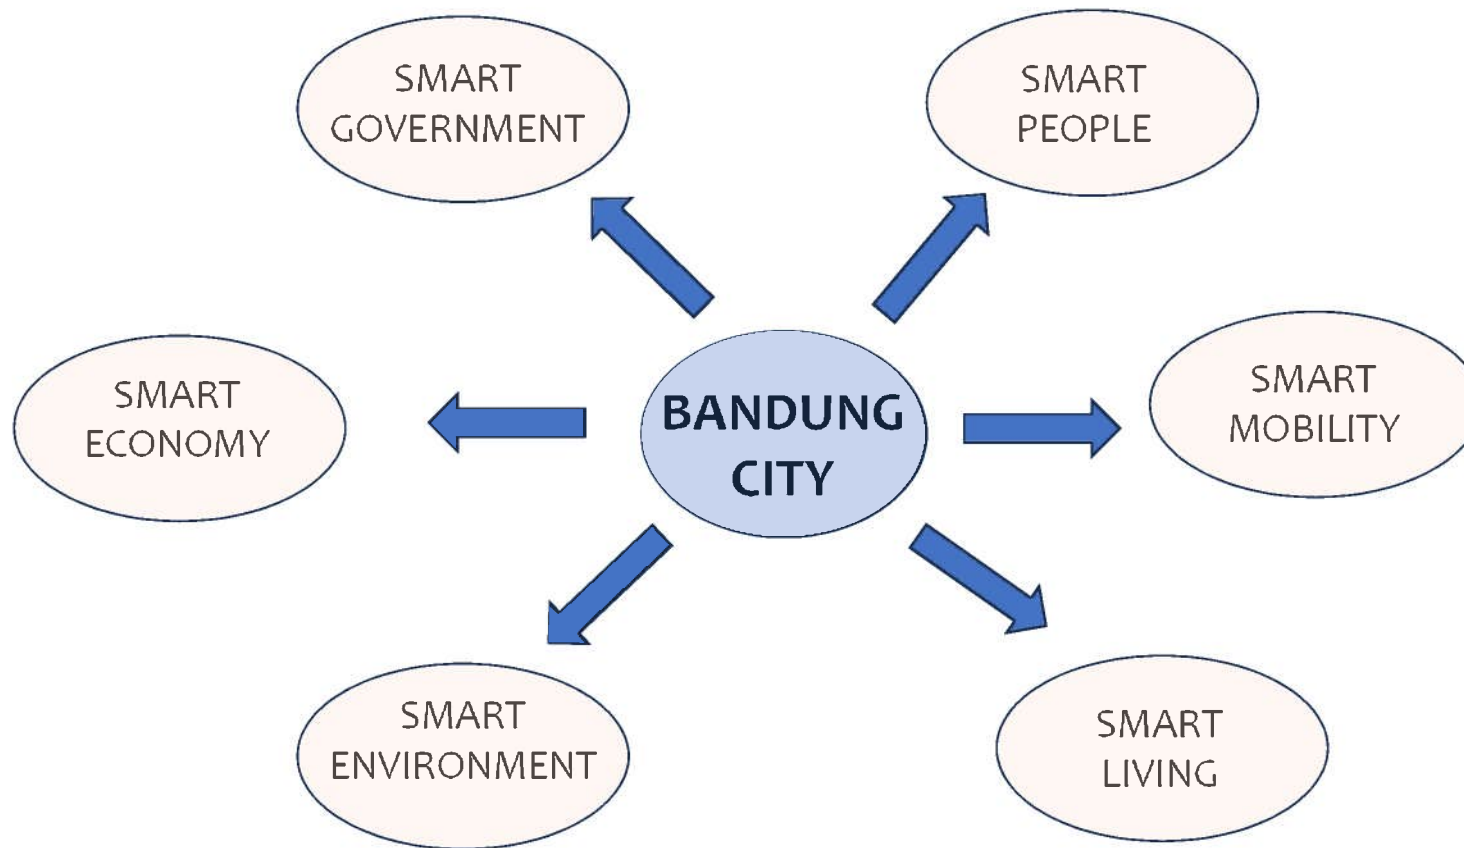 SMART
GOVERNMENT
SMART
PEOPLE
SMART
ECONOMY
BANDUNG
CITY
SMART
MOBILITY
SMART
ENVIRONMENT
SMART
LIVING